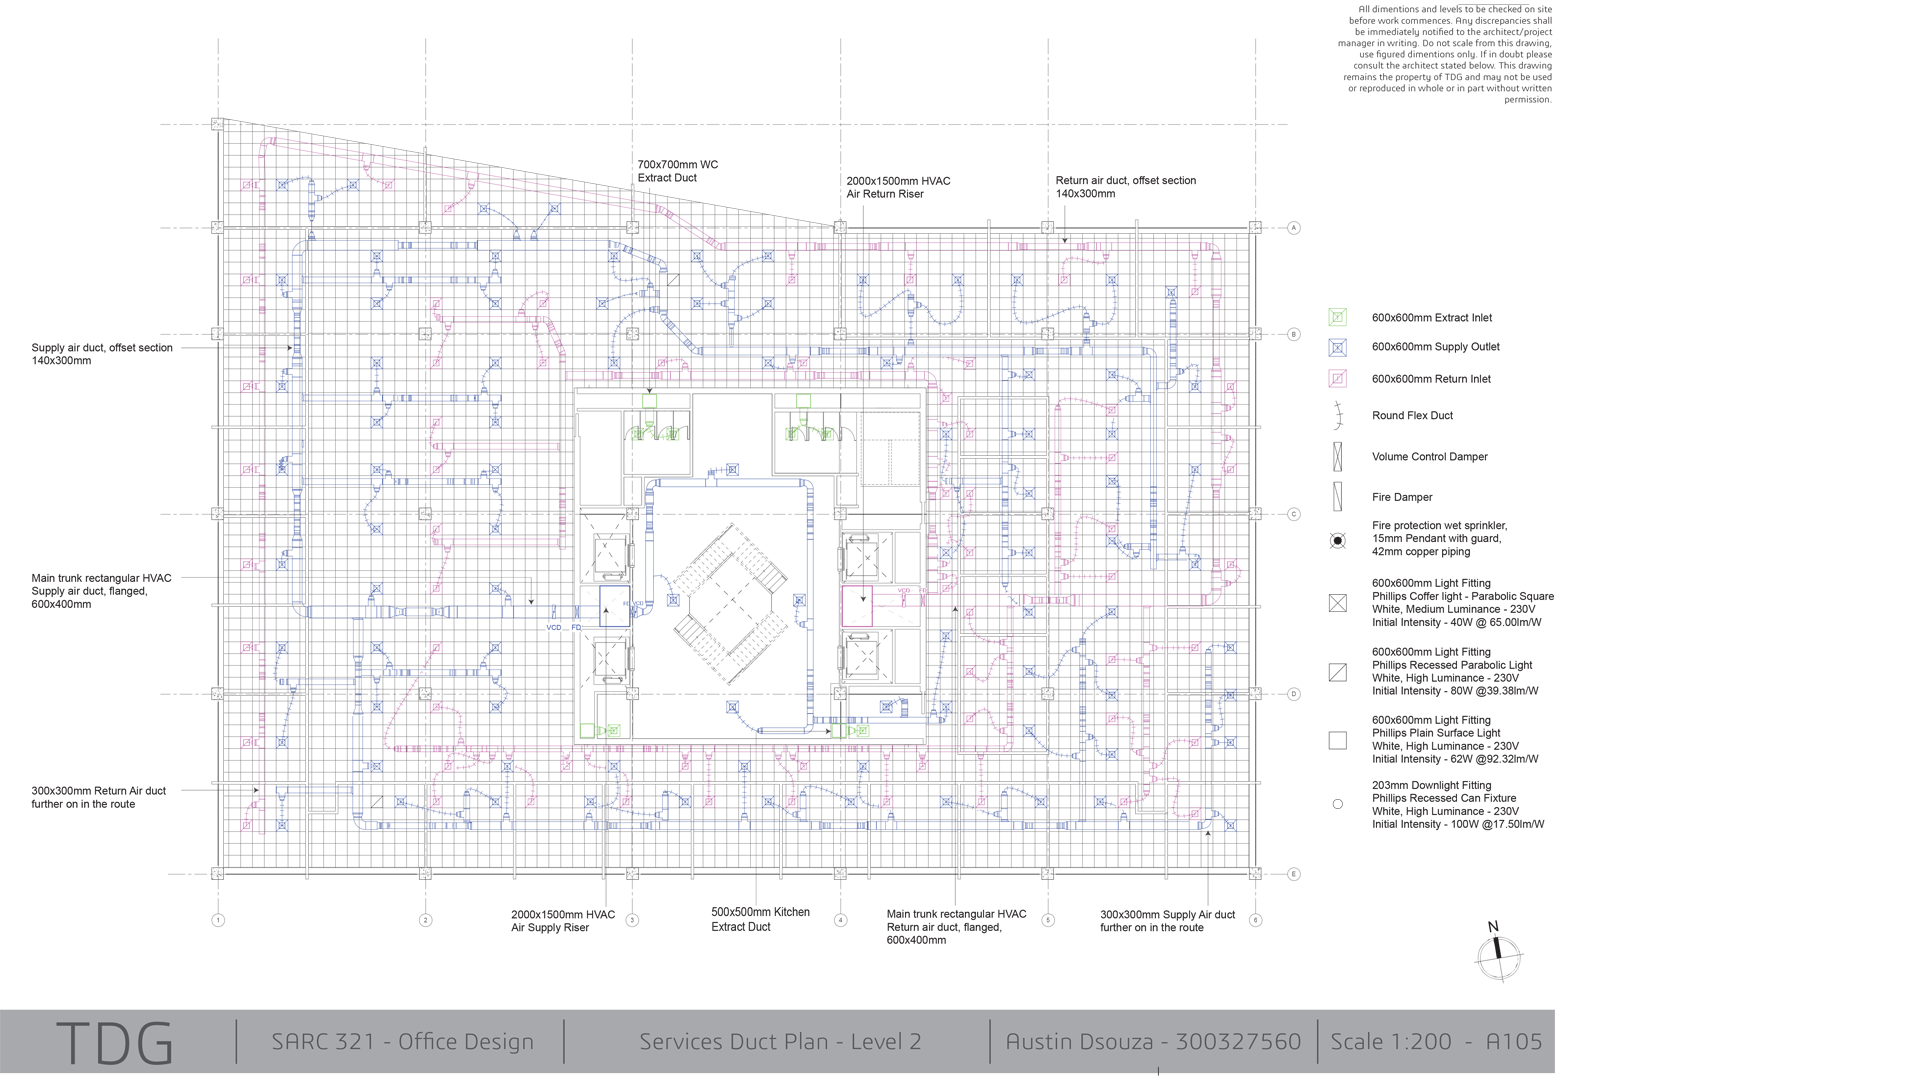 All dimentions and levels to be checked on site
before work commences. Any discrepancies shall
be immediately notified to the architect/project
manager in writing. Do not scale from this drawing,
use figured dimentions only. If in doubt please
consult the architect stated below. This drawing
remains the property of TDG and may not be used
or reproduced in whole or in part without written
permission.
700x700mm WC
Extract Duct
2000x1500mm HVAC
Air Return Riser
Return air duct, offset section
140x300mm
A
B
C
D
E
Supply air duct, offset section
140x300mm
Main trunk rectangular HVAC
Supply air duct, flanged,
600x400mm
300x300mm Return Air duct
further on in the route
VCD FD
VCD FD
600x600mm Extract Inlet
600x600mm Supply Outlet
600x600mm Return Inlet
Round Flex Duct
Volume Control Damper
Fire Damper
Fire protection wet sprinkler,
15mm Pendant with guard,
42mm copper piping
600x600mm Light Fitting
Phillips Coffer light - Parabolic Square
White, Medium Luminance - 230V
Initial Intensity - 40W @ 65.00lm/W
600x600mm Light Fitting
Phillips Recessed Parabolic Light
White, High Luminance - 230V
Initial Intensity - 80W @39.38lm/W
600x600mm Light Fitting
Phillips Plain Surface Light
White, High Luminance - 230V
Initial Intensity - 62W @92.32lm/W
203mm Downlight Fitting
Phillips Recessed Can Fixture
White, High Luminance - 230V
Initial Intensity - 100W @17.50lm/W
1
2
3
4
5
6
2000x1500mm HVAC
Air Supply Riser
500x500mm Kitchen
Extract Duct
Main trunk rectangular HVAC
Return air duct, flanged,
600x400mm
300x300mm Supply Air duct
further on in the route
N
TDG
SARC 321 - Office Design
Services Duct Plan - Level 2
Austin Dsouza - 300327560
Scale 1:200 - A105